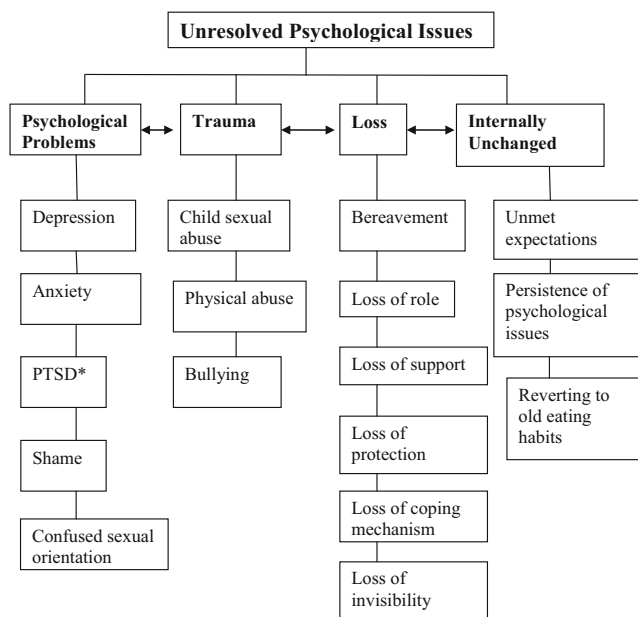 Unresolved Psychological Issues
Psychological
Problems
Trauma
Loss
Internally
Unchanged
Depression
Anxiety
PTSD*
Shame
Confused sexual
orientation
Child sexual
abuse
Physical abuse
Bullying
Bereavement
Loss of role
Loss of support
Loss of
protection
Loss of coping
mechanism
Loss of
invisibility
Unmet
expectations
Persistence of
psychological
issues
Reverting to
old eating
habits